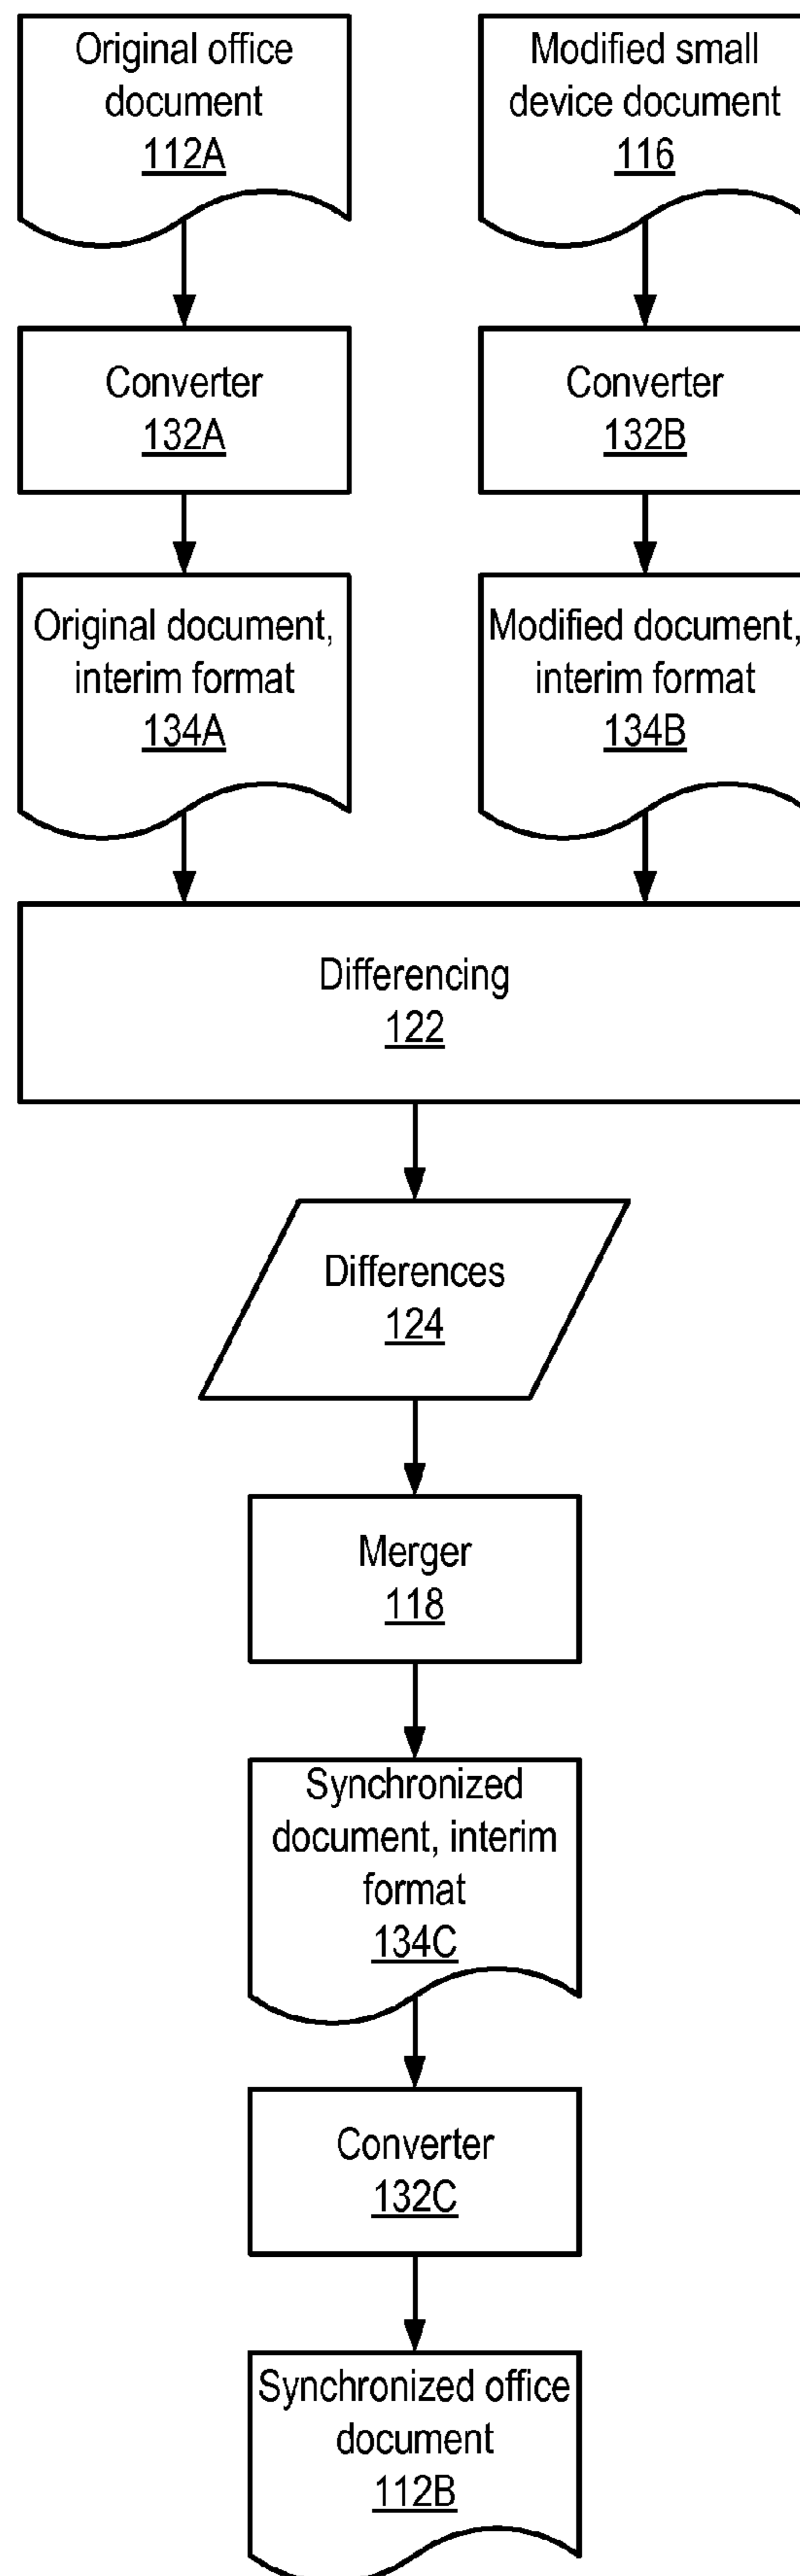 Original office
document
112A
Modified small
device document
116
Converter
132A
Converter
132B
Original document,
interim format
134A
Modified document,
interim format
134B
Differencing
122
Differences
124
Merger
118
Synchronized
document, interim
format
134C
Converter
132C
Synchronized office
document
112B